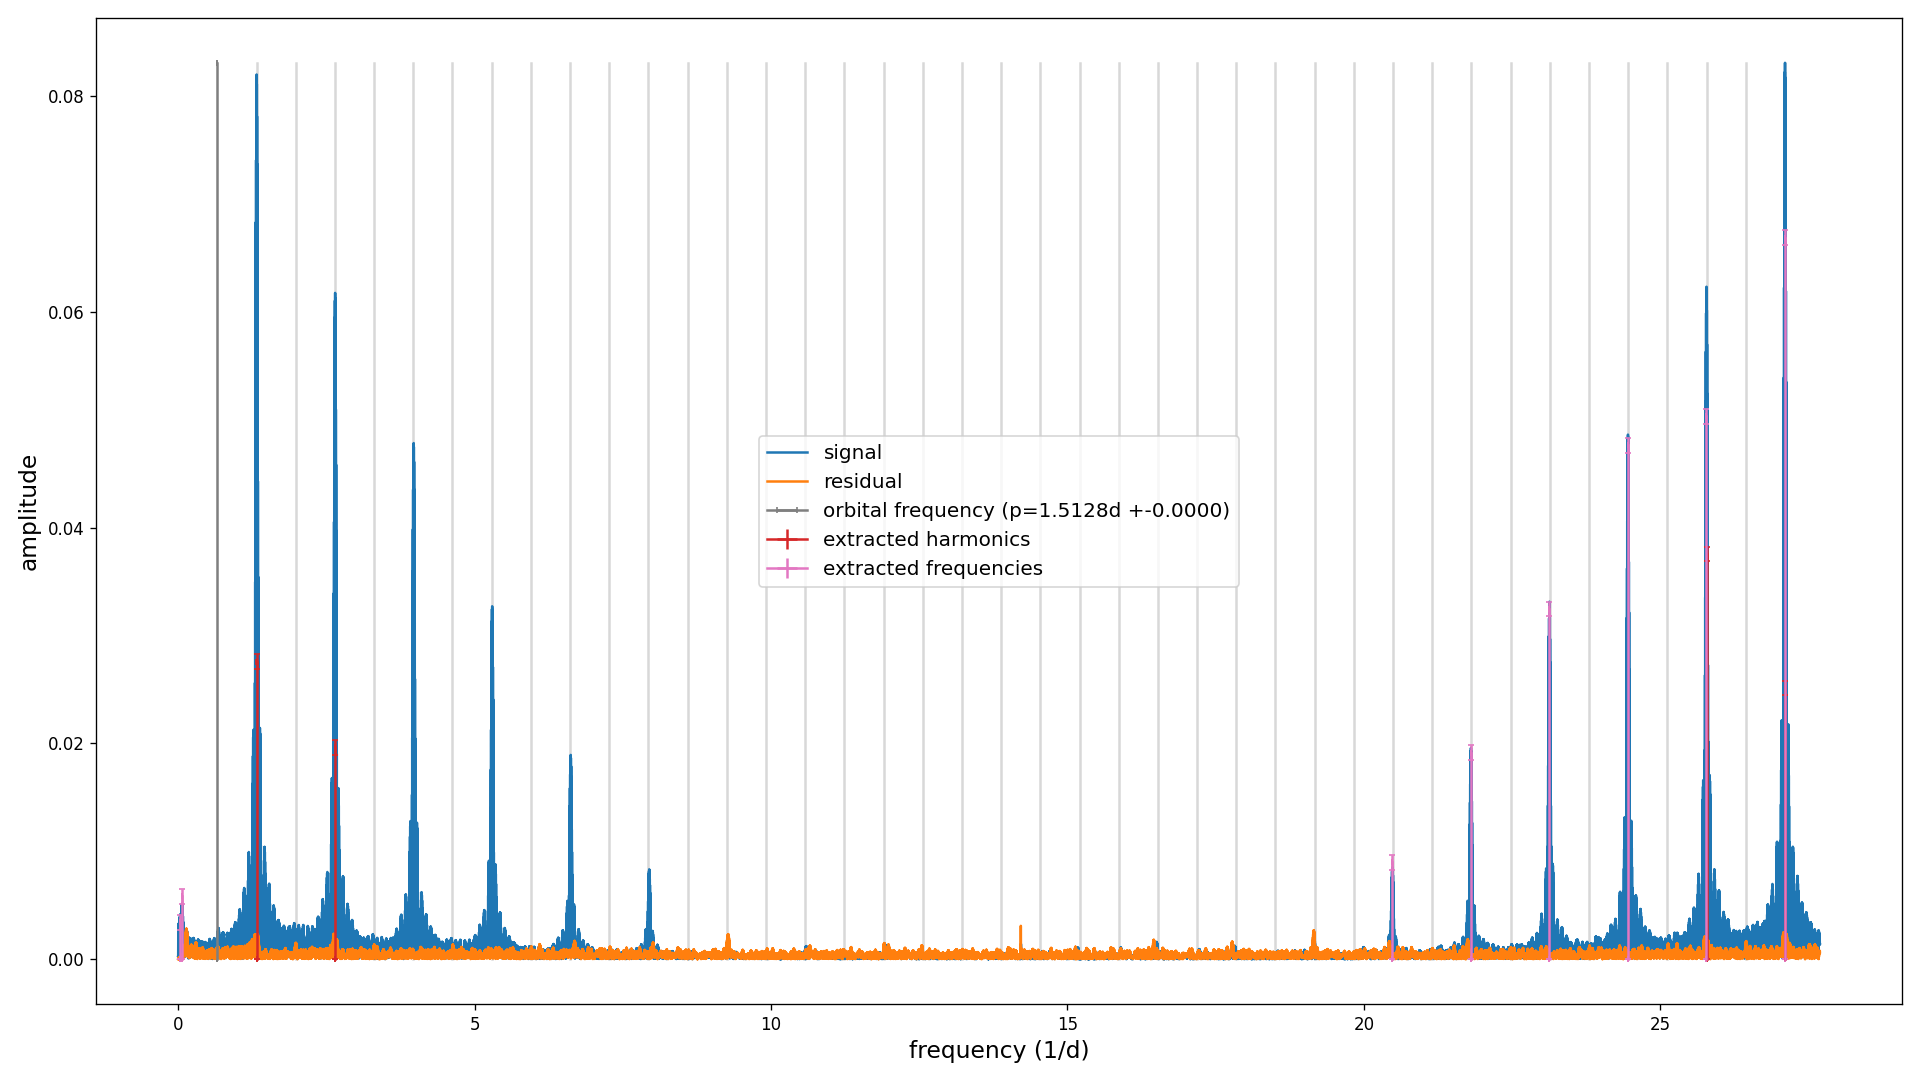 0.08
0.06
0.04
0.02
0.00
amplitude
signal
residual
orbital frequency (p=1.5128d +-0.0000)
extracted harmonics
extracted frequencies
0 5 10 15 20 25
frequency (1/d)